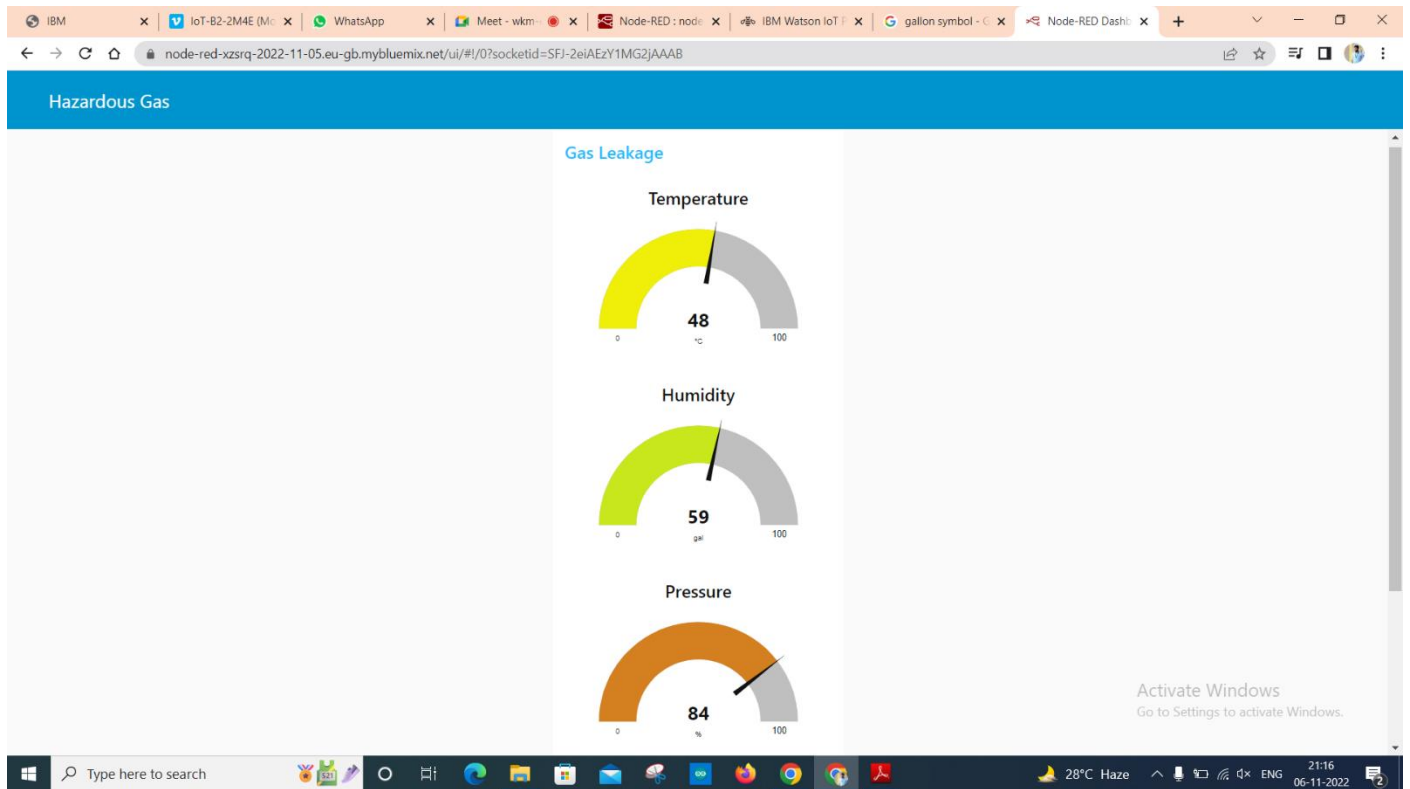 IBM
IoT-B2-2M4E (Mo
WhatsApp
Meet - wkm-
Node-RED : node
IBM Watson IoT P
gallon symbol - G
Node-RED Dashb
node-red-xzsrq-2022-11-05.eu-gb.mybluemix.net/ui/#!/0?socketid=SFJ-2eiAEzY1MG2jAAAB
Hazardous Gas
Gas Leakage
Temperature
48
0 °C 100
Humidity
59
0 gal 100
Pressure
84
0 % 100
Activate Windows
Go to Settings to activate Windows.
Type here to search
28°C Haze
ENG
21:16
06-11-2022
2